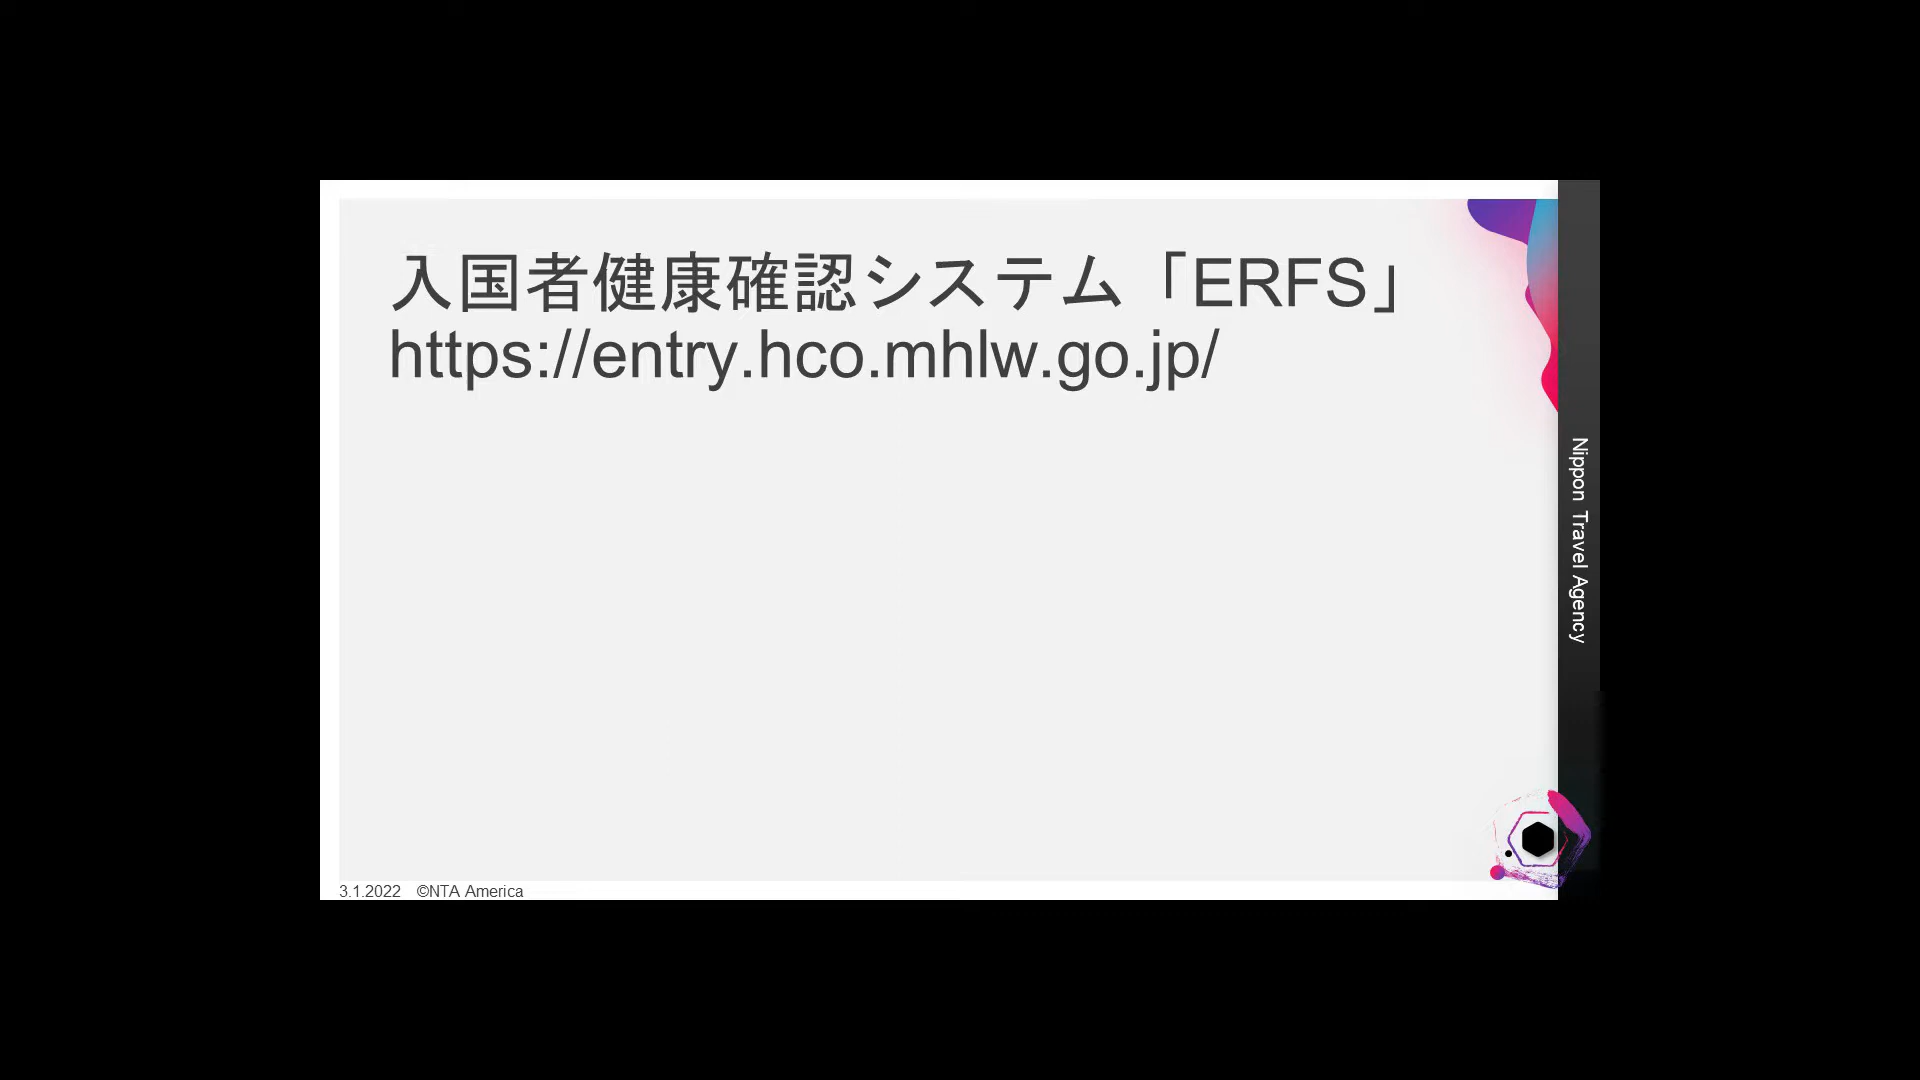 入国者健康確認システム「ERFS」
https://entry.hco.mhlw.go.jp/
Nippon Travel Agency
3.1.2022 ©NTA America